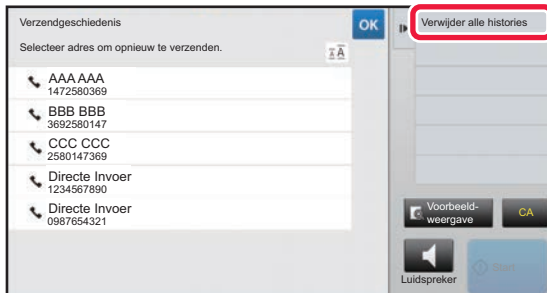 Verzendgeschiedenis
OK
Verwijder alle histories
Selecteer adres om opnieuw te verzenden.
AAA AAA
1472580369
BBB BBB
3692580147
CCC CCC
2580147369
Directe Invoer
1234567890
Directe Invoer
0987654321
Voorbeeld-
weergave
CA
Luidspreker
Start